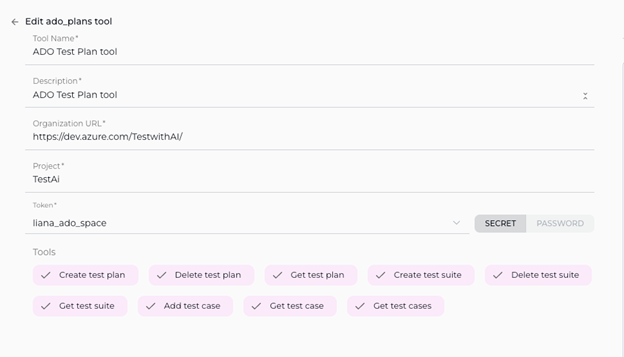 Edit ado_plans tool
Tool Name*
ADO Test Plan tool
Description*
ADO Test Plan tool
Organization URL*
https://dev.azure.com/TestwithAI/
Project*
TestAi
Token*
liana_ado_space
SECRET PASSWORD
Tools
Create test plan Delete test plan Get test plan Create test suite Delete test suite
Get test suite Add test case Get test case Get test cases